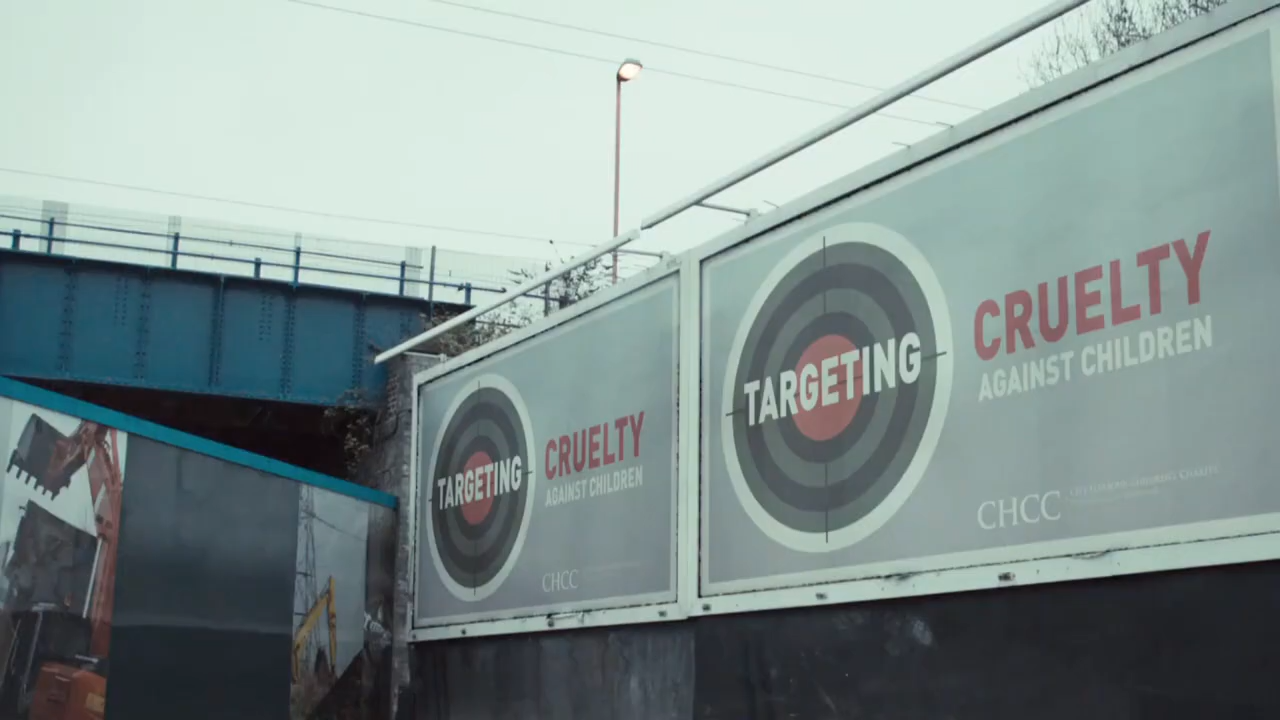 TARGETING
CRUELTY
AGAINST CHILDREN
CHCC
TARGETING
CRUELTY
AGAINST CHILDREN
CHCC